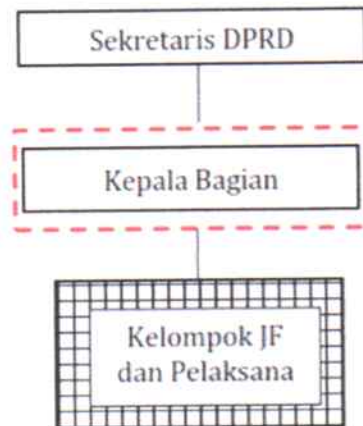 Sekretaris DPRD
Kepala Bagian
Kelompok JF
dan Pelaksana